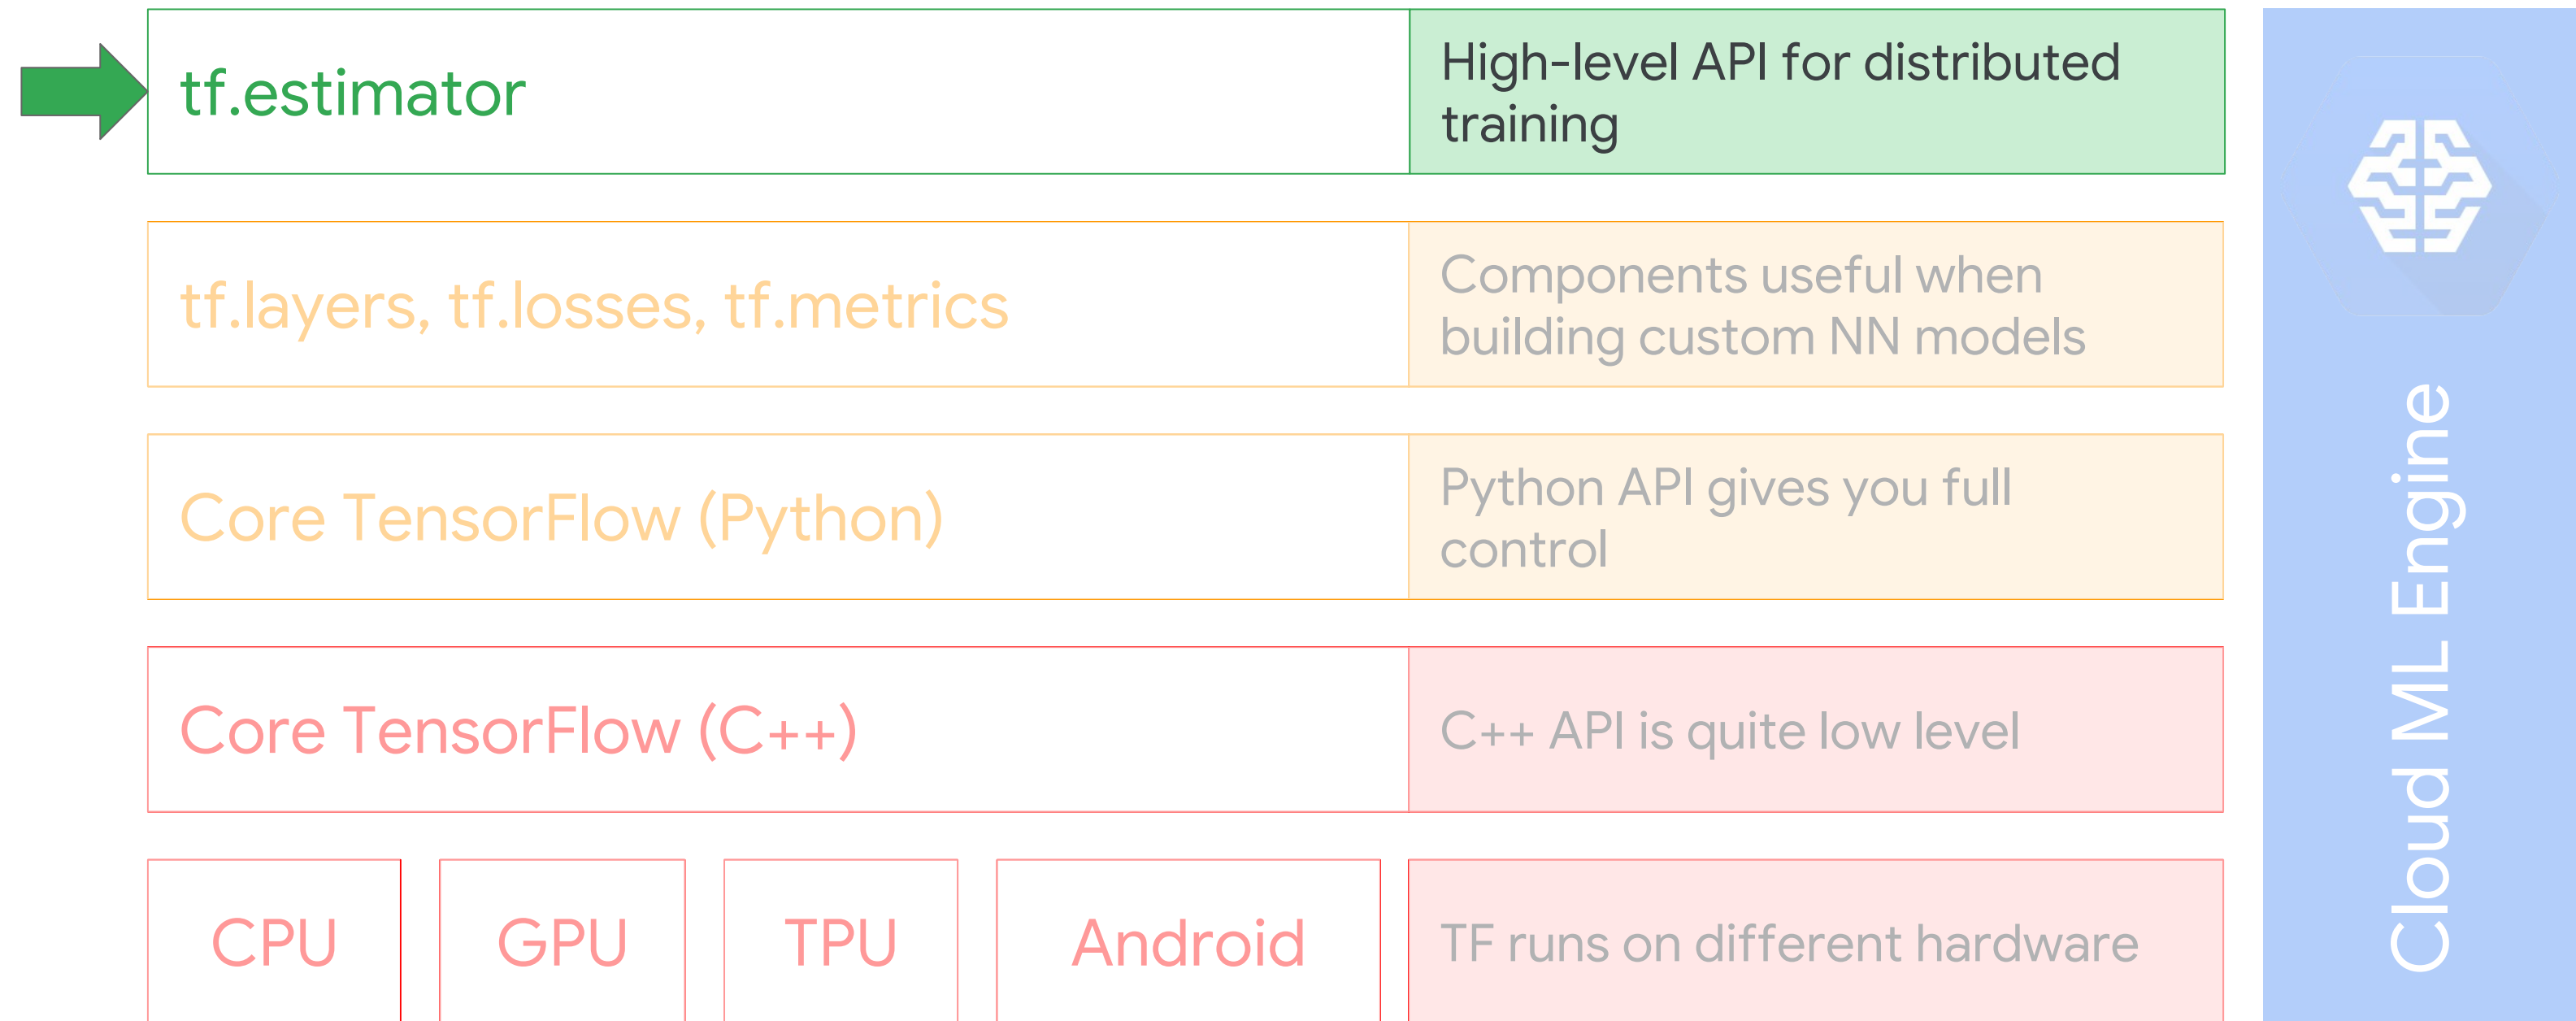 tf.estimator
High-level API for distributed
training
tf.layers, tf.losses, tf.metrics
Components useful when
building custom NN models
Core TensorFlow (Python)
Python API gives you full
control
Core TensorFlow (C++)
C++ API is quite low level
CPU
GPU
TPU
Android
TF runs on different hardware
Cloud ML Engine